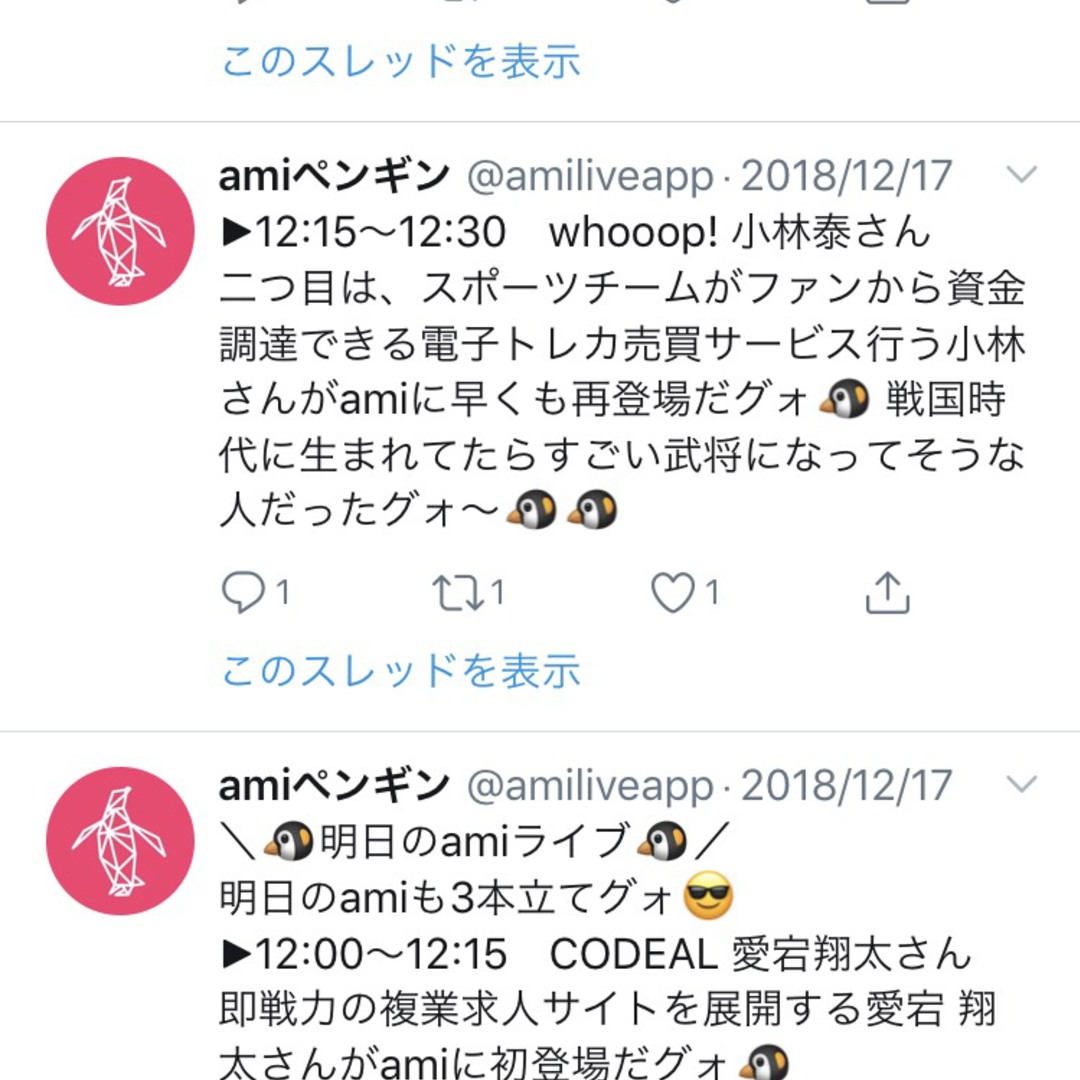 このスレッドを表示
amiペンギン @amiliveapp · 2018/12/17
▶12:15〜12:30　whooop! 小林泰さん
二つ目は、スポーツチームがファンから資金
調達できる電子トレカ売買サービス行う小林
さんがamiに早くも再登場だグォ🐧 戦国時
代に生まれてたらすごい武将になってそうな
人だったグォ〜🐧🐧
1 1 1
このスレッドを表示
amiペンギン @amiliveapp · 2018/12/17
＼🐧明日のamiライブ🐧／
明日のamiも3本立てグォ😎
▶12:00〜12:15　CODEAL 愛宕翔太さん
即戦力の複業求人サイトを展開する愛宕 翔
太さんがamiに初登場だグォ🐧